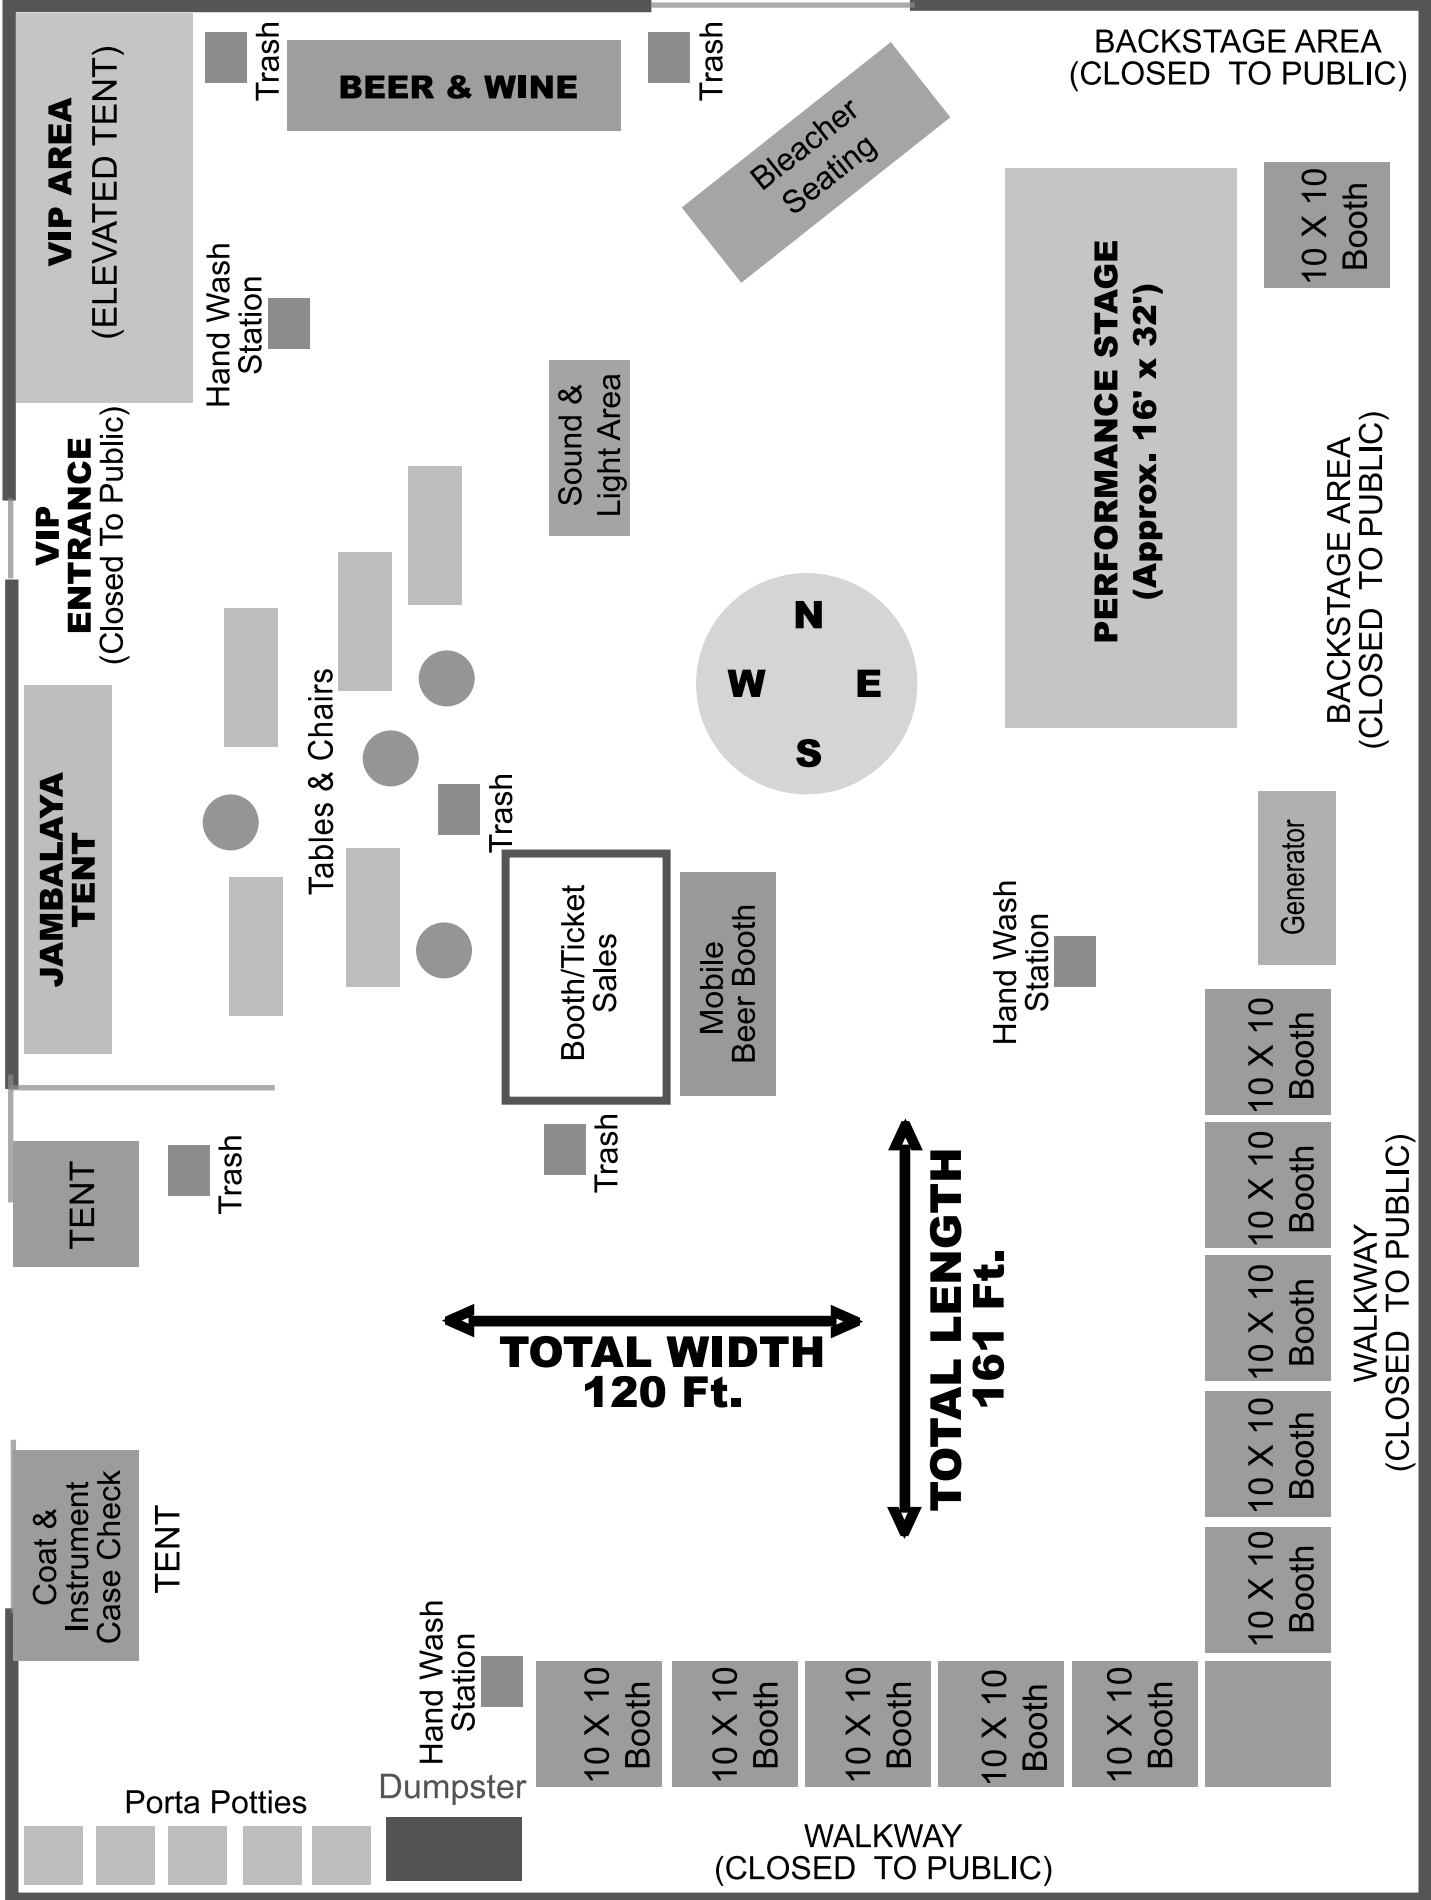 BACKSTAGE AREA
(CLOSED TO PUBLIC)
Trash
BEER & WINE
Trash
VIP AREA
(ELEVATED TENT)
Bleacher
Seating
10 X 10
Booth
Hand Wash
Station
PERFORMANCE STAGE
(Approx. 16' x 32')
Sound &
Light Area
VIP
ENTRANCE
(Closed To Public)
BACKSTAGE AREA
(CLOSED TO PUBLIC)
N
W
E
S
Tables & Chairs
JAMBALAYA
TENT
Trash
Generator
Booth/Ticket
Sales
Mobile
Beer Booth
Hand Wash
Station
10 X 10
Booth
TENT
Trash
Trash
10 X 10
Booth
TOTAL LENGTH
161 Ft.
WALKWAY
(CLOSED TO PUBLIC)
10 X 10
Booth
TOTAL WIDTH
120 Ft.
10 X 10
Booth
Coat &
Instrument
Case Check
TENT
10 X 10
Booth
Hand Wash
Station
10 X 10
Booth
10 X 10
Booth
10 X 10
Booth
10 X 10
Booth
10 X 10
Booth
Dumpster
Porta Potties
WALKWAY
(CLOSED TO PUBLIC)